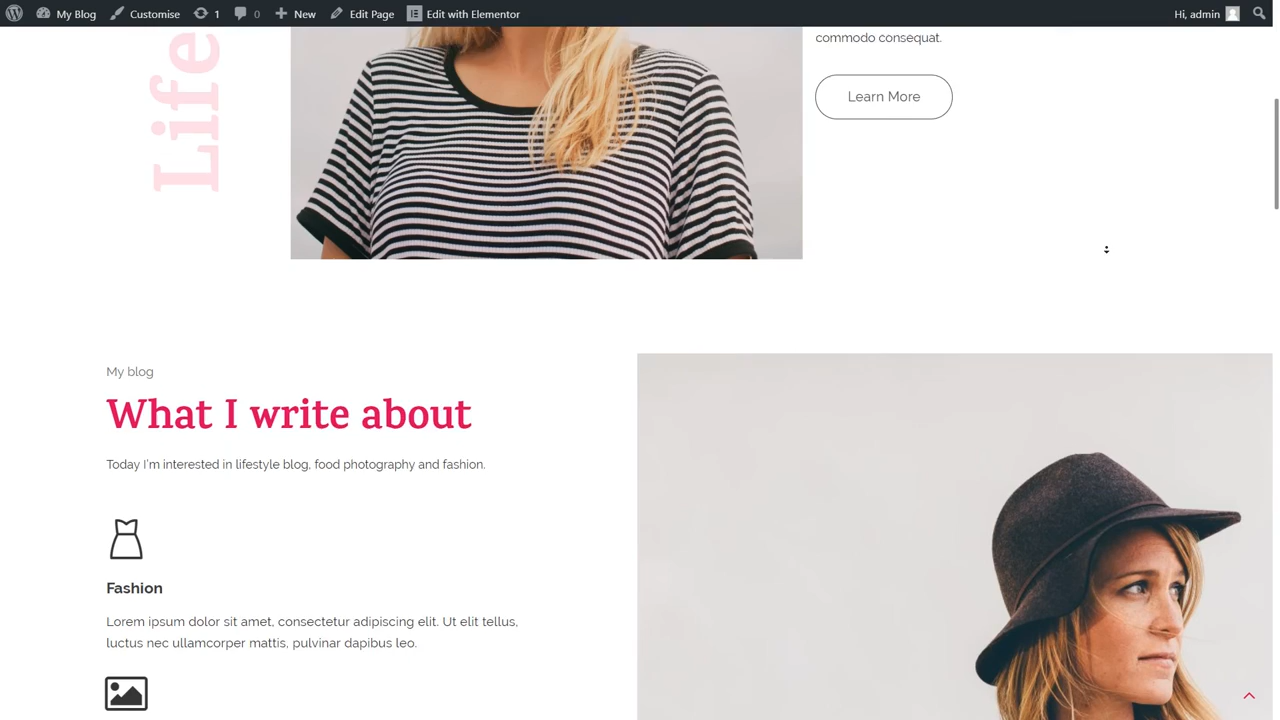 My Blog Customise 1 0 New Edit Page Edit with Elementor Hi, admin
Life
commodo consequat.
Learn More
My blog
What I write about
Today I'm interested in lifestyle blog, food photography and fashion.
Fashion
Lorem ipsum dolor sit amet, consectetur adipiscing elit. Ut elit tellus,
luctus nec ullamcorper mattis, pulvinar dapibus leo.